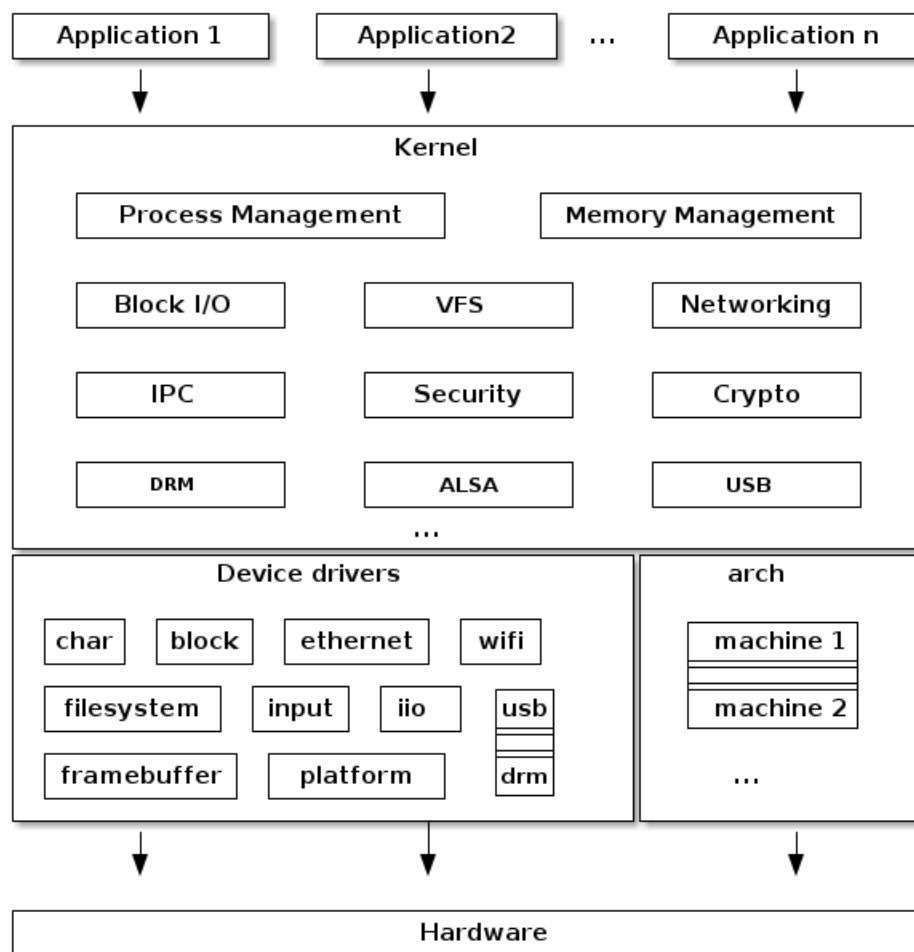 Application 1
Application2
...
Application n
Kernel
Process Management
Memory Management
Block I/O
VFS
Networking
IPC
Security
Crypto
DRM
ALSA
USB
...
Device drivers
arch
char
block
ethernet
wifi
machine 1
filesystem
input
iio
usb
machine 2
framebuffer
platform
drm
...
Hardware